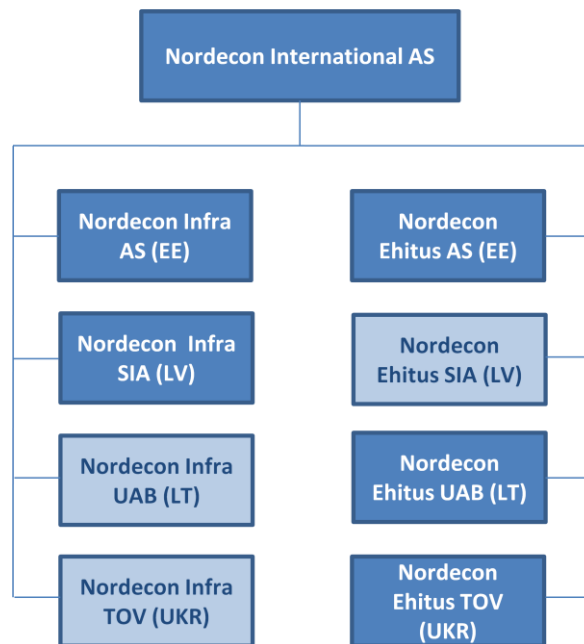 Nordecon International AS
Nordecon Infra
AS (EE)
Nordecon
Ehitus AS (EE)
Nordecon Infra
SIA (LV)
Nordecon
Ehitus SIA (LV)
Nordecon Infra
UAB (LT)
Nordecon
Ehitus UAB (LT)
Nordecon Infra
TOV (UKR)
Nordecon
Ehitus TOV
(UKR)